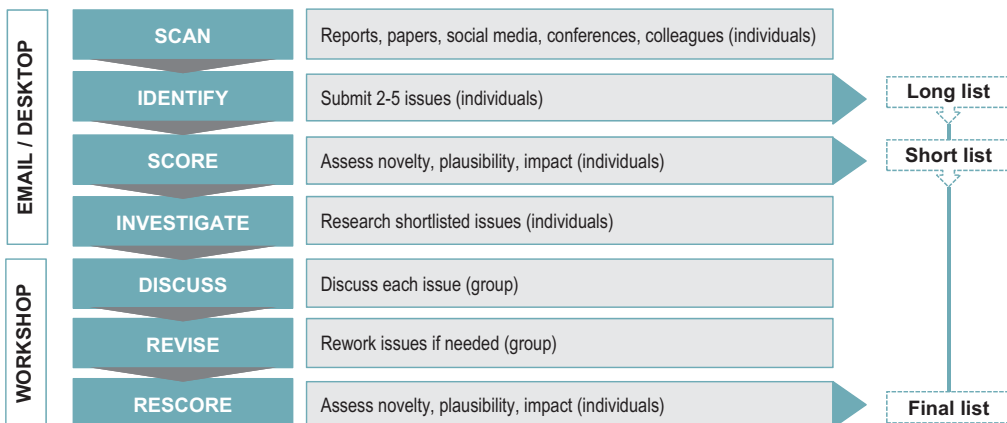 EMAIL / DESKTOP
SCAN
Reports, papers, social media, conferences, colleagues (individuals)
IDENTIFY
Submit 2-5 issues (individuals)
Long list
SCORE
Assess novelty, plausibility, impact (individuals)
Short list
INVESTIGATE
Research shortlisted issues (individuals)
WORKSHOP
DISCUSS
Discuss each issue (group)
REVISE
Rework issues if needed (group)
RESCORE
Assess novelty, plausibility, impact (individuals)
Final list